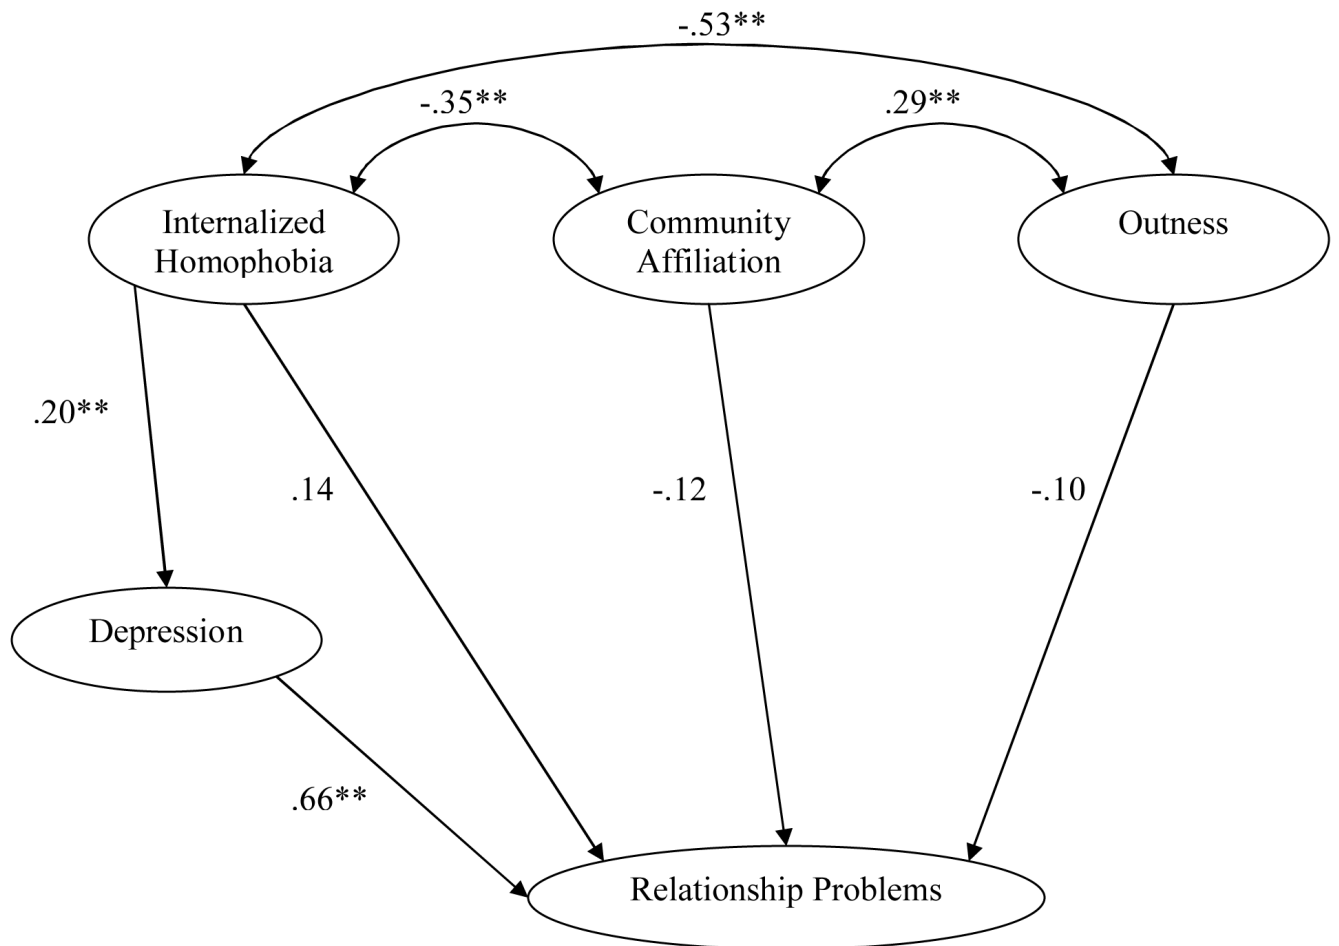 -.53**
-.35**
.29**
Internalized
Homophobia
Community
Affiliation
Outness
.20**
.14
-.12
-.10
Depression
.66**
Relationship Problems